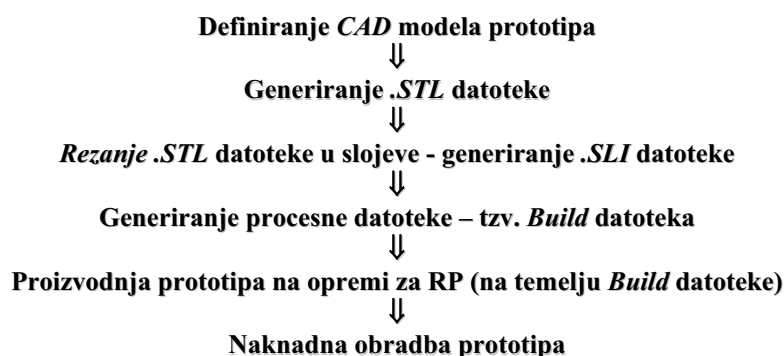 Definiranje CAD modela prototipa
⇓
Generiranje .STL datoteke
⇓
Rezanje .STL datoteke u slojeve - generiranje .SLI datoteke
⇓
Generiranje procesne datoteke – tzv. Build datoteka
⇓
Proizvodnja prototipa na opremi za RP (na temelju Build datoteke)
⇓
Naknadna obradba prototipa